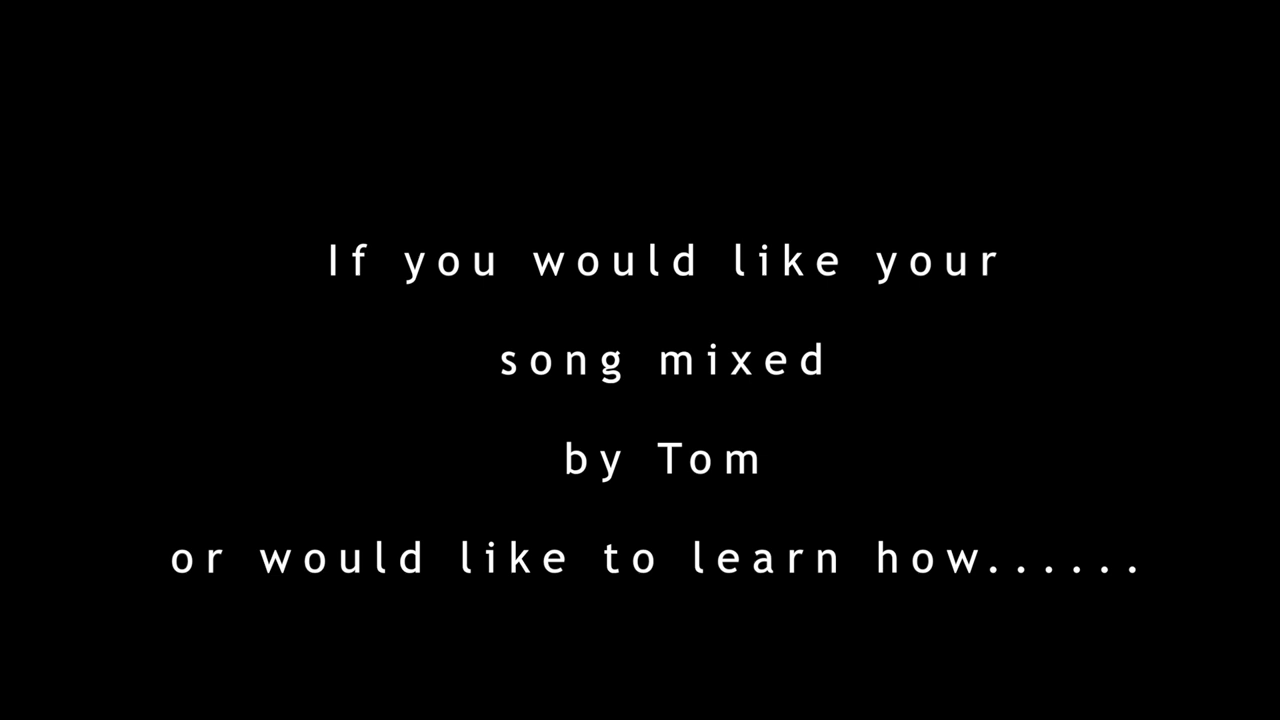 If you would like your
song mixed
by Tom
or would like to learn how......